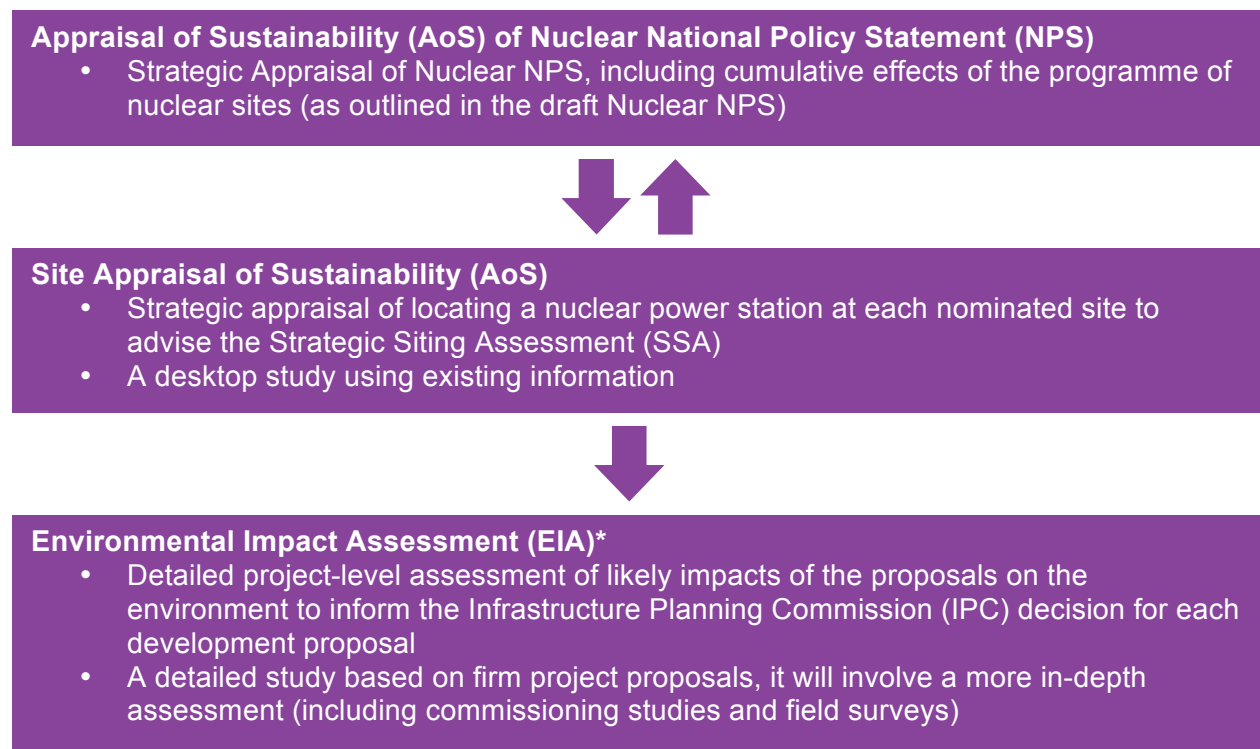 Appraisal of Sustainability (AoS) of Nuclear National Policy Statement (NPS)
• Strategic Appraisal of Nuclear NPS, including cumulative effects of the programme of
nuclear sites (as outlined in the draft Nuclear NPS)
Site Appraisal of Sustainability (AoS)
• Strategic appraisal of locating a nuclear power station at each nominated site to
advise the Strategic Siting Assessment (SSA)
• A desktop study using existing information
Environmental Impact Assessment (EIA)*
• Detailed project-level assessment of likely impacts of the proposals on the
environment to inform the Infrastructure Planning Commission (IPC) decision for each
development proposal
• A detailed study based on firm project proposals, it will involve a more in-depth
assessment (including commissioning studies and field surveys)